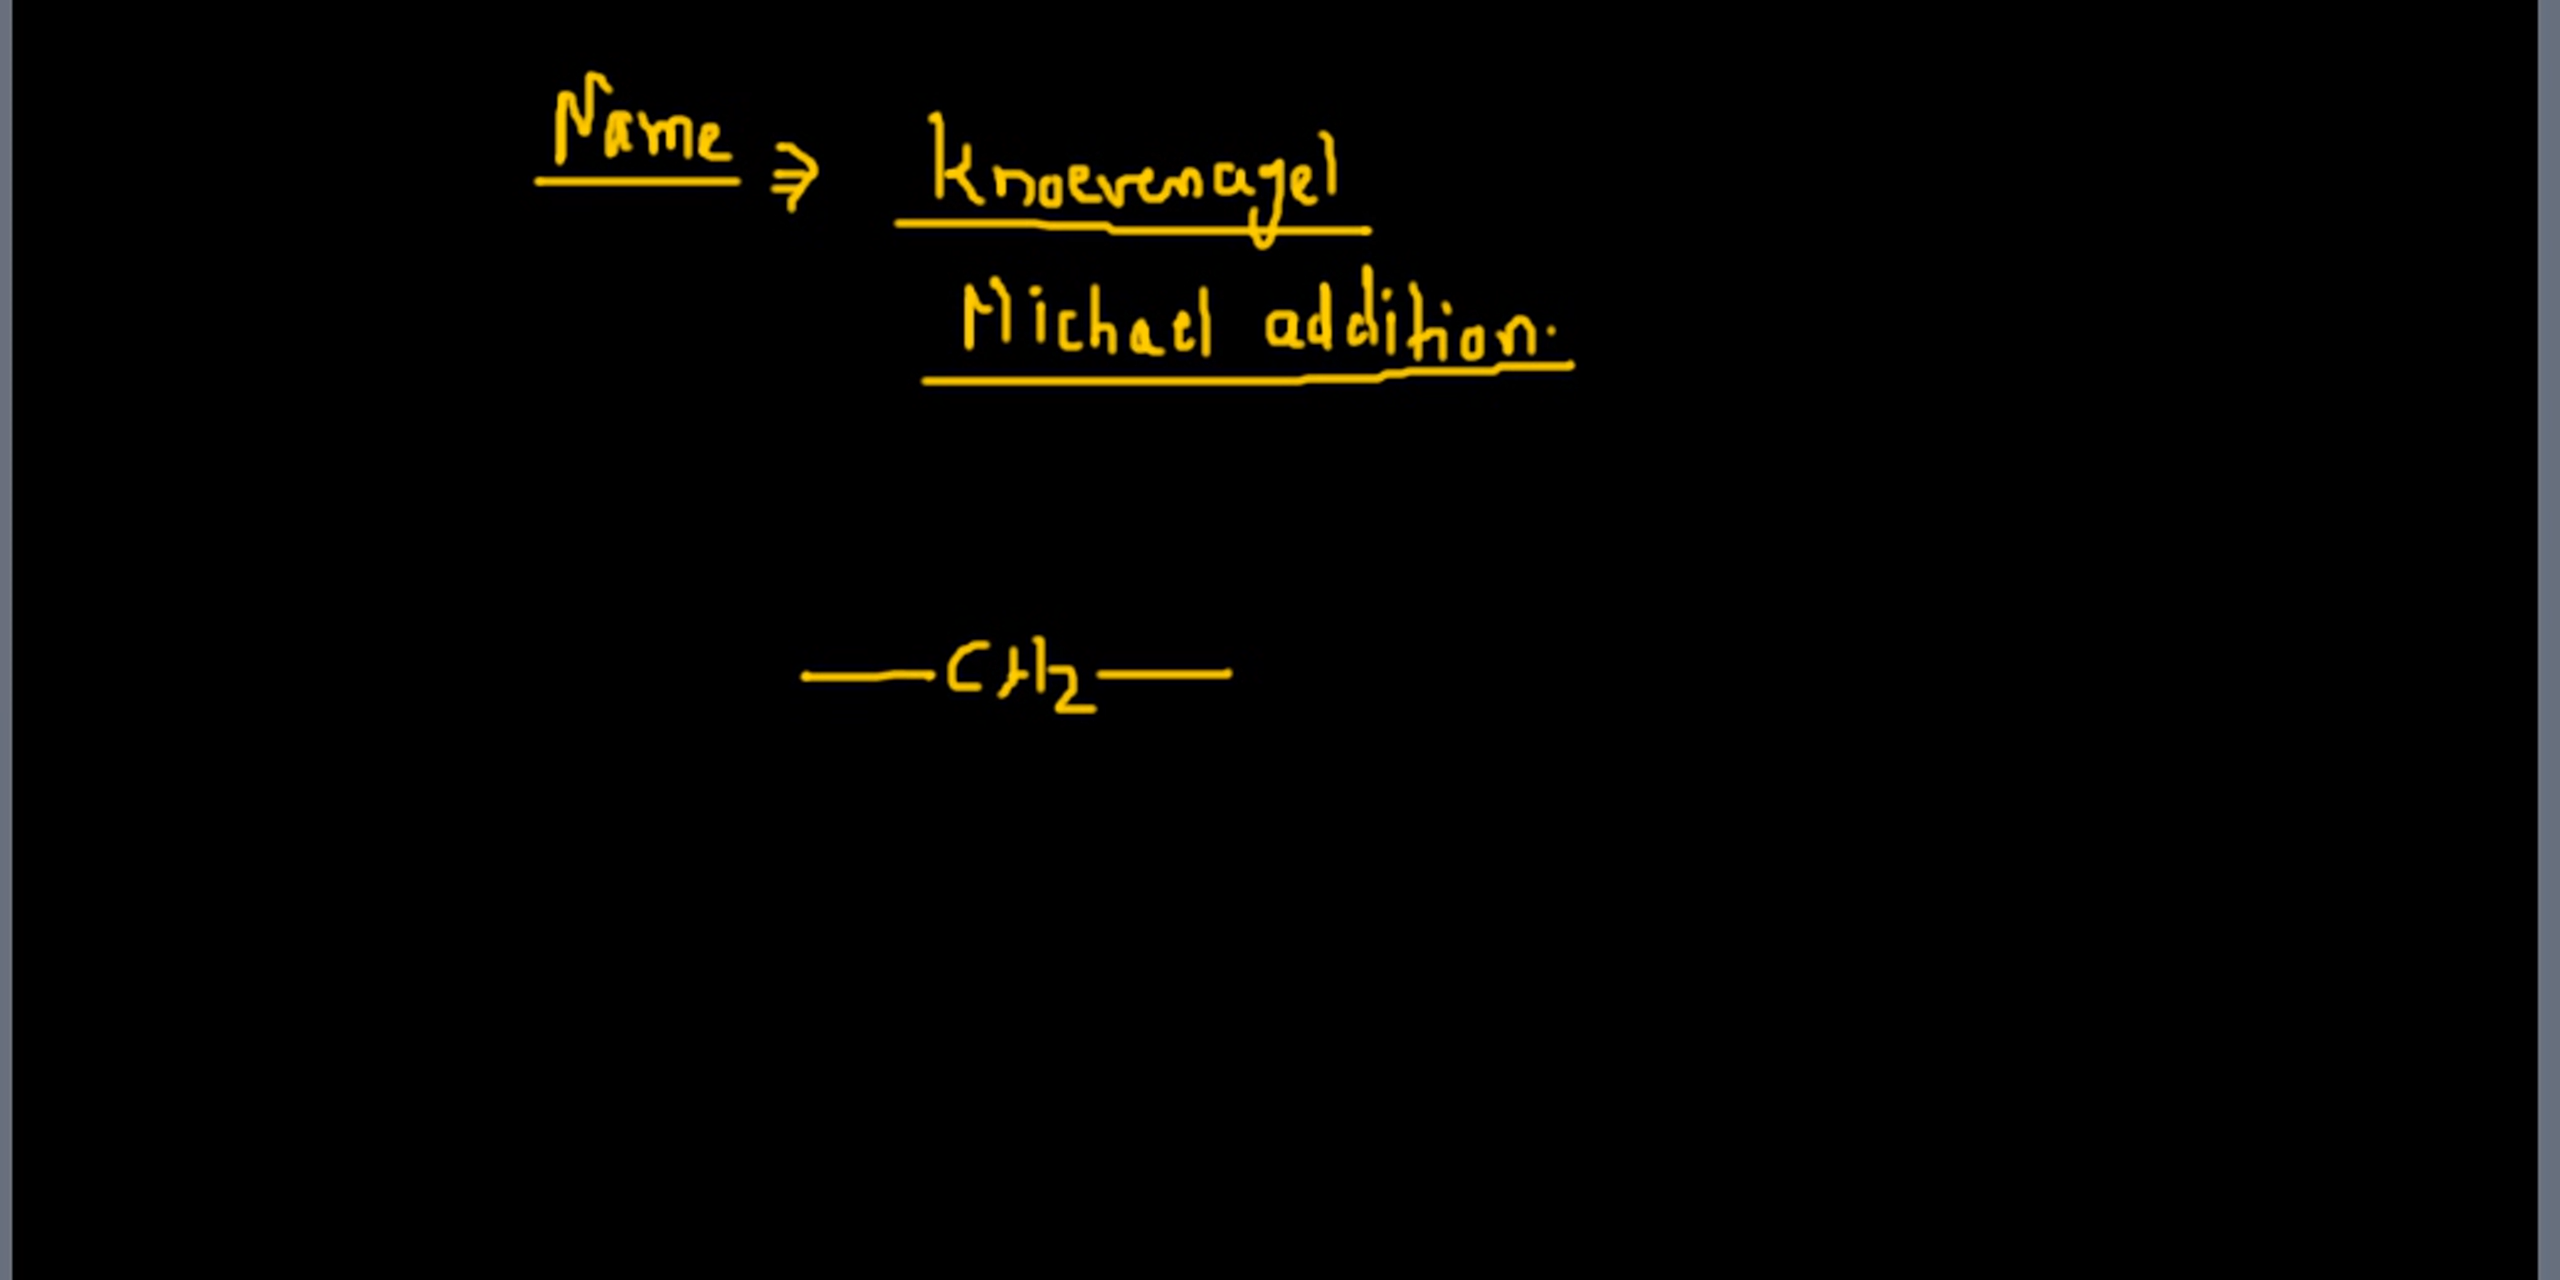 Name ⇒ Knoevenagel
Michael addition.
—CH₂—